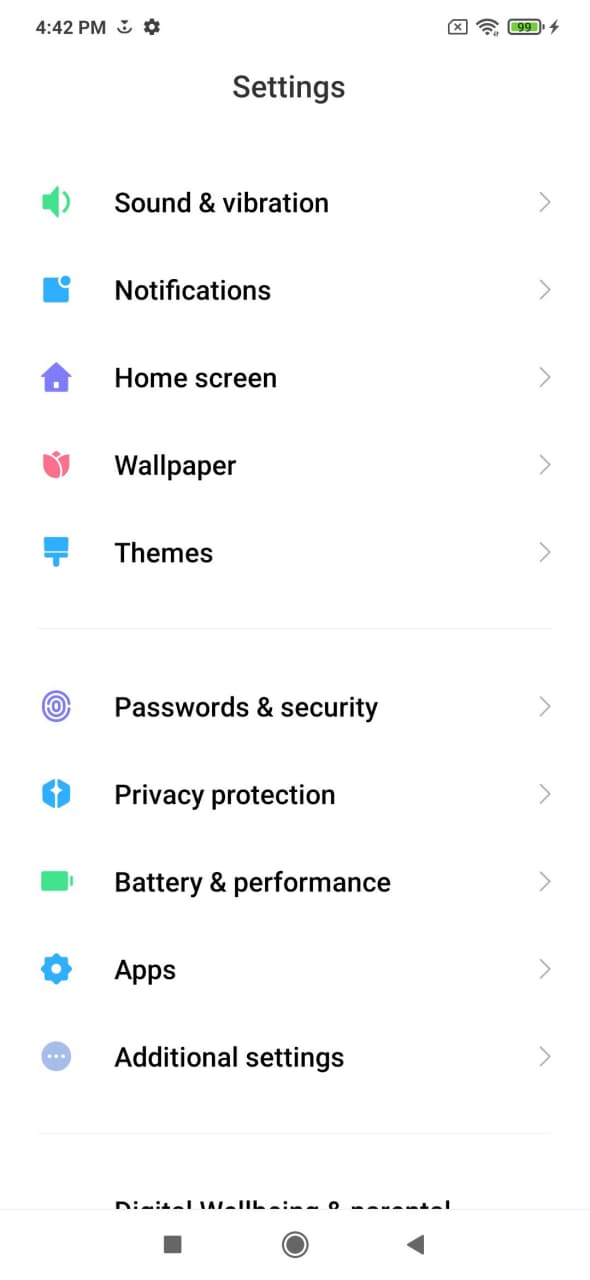 4:42 PM
99
Settings
Sound & vibration
Notifications
Home screen
Wallpaper
Themes
Passwords & security
Privacy protection
Battery & performance
Apps
Additional settings
Digital Wellbeing & parental